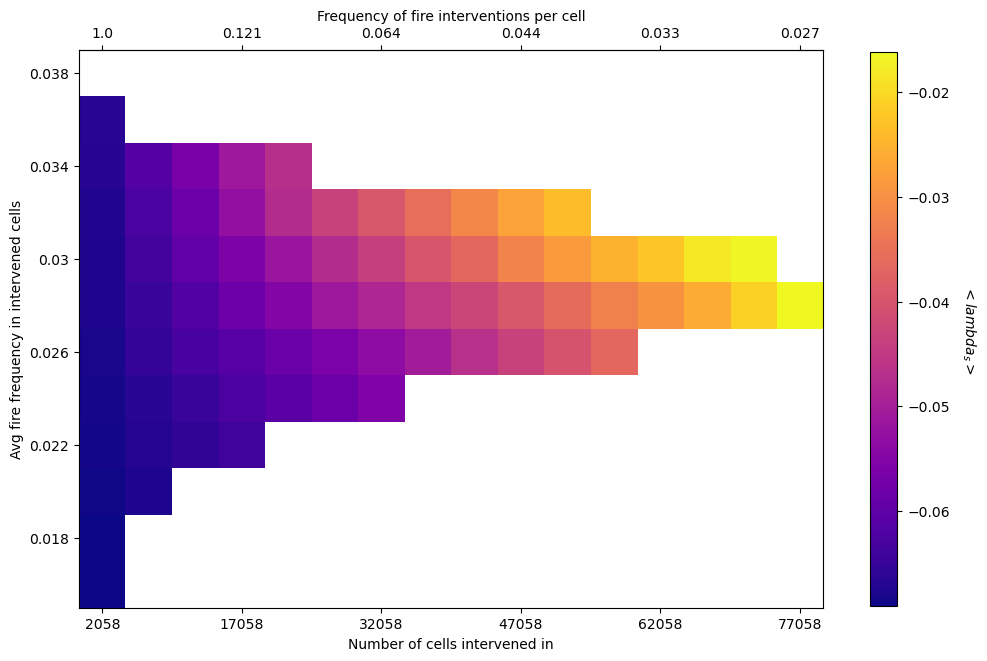 Frequency of fire interventions per cell
1.0 0.121 0.064 0.044 0.033 0.027
Avg fire frequency in intervened cells
0.038
0.034
0.03
0.026
0.022
0.018
2058 17058 32058 47058 62058 77058
Number of cells intervened in
−0.02
−0.03
−0.04
−0.05
−0.06
< lambda_s >